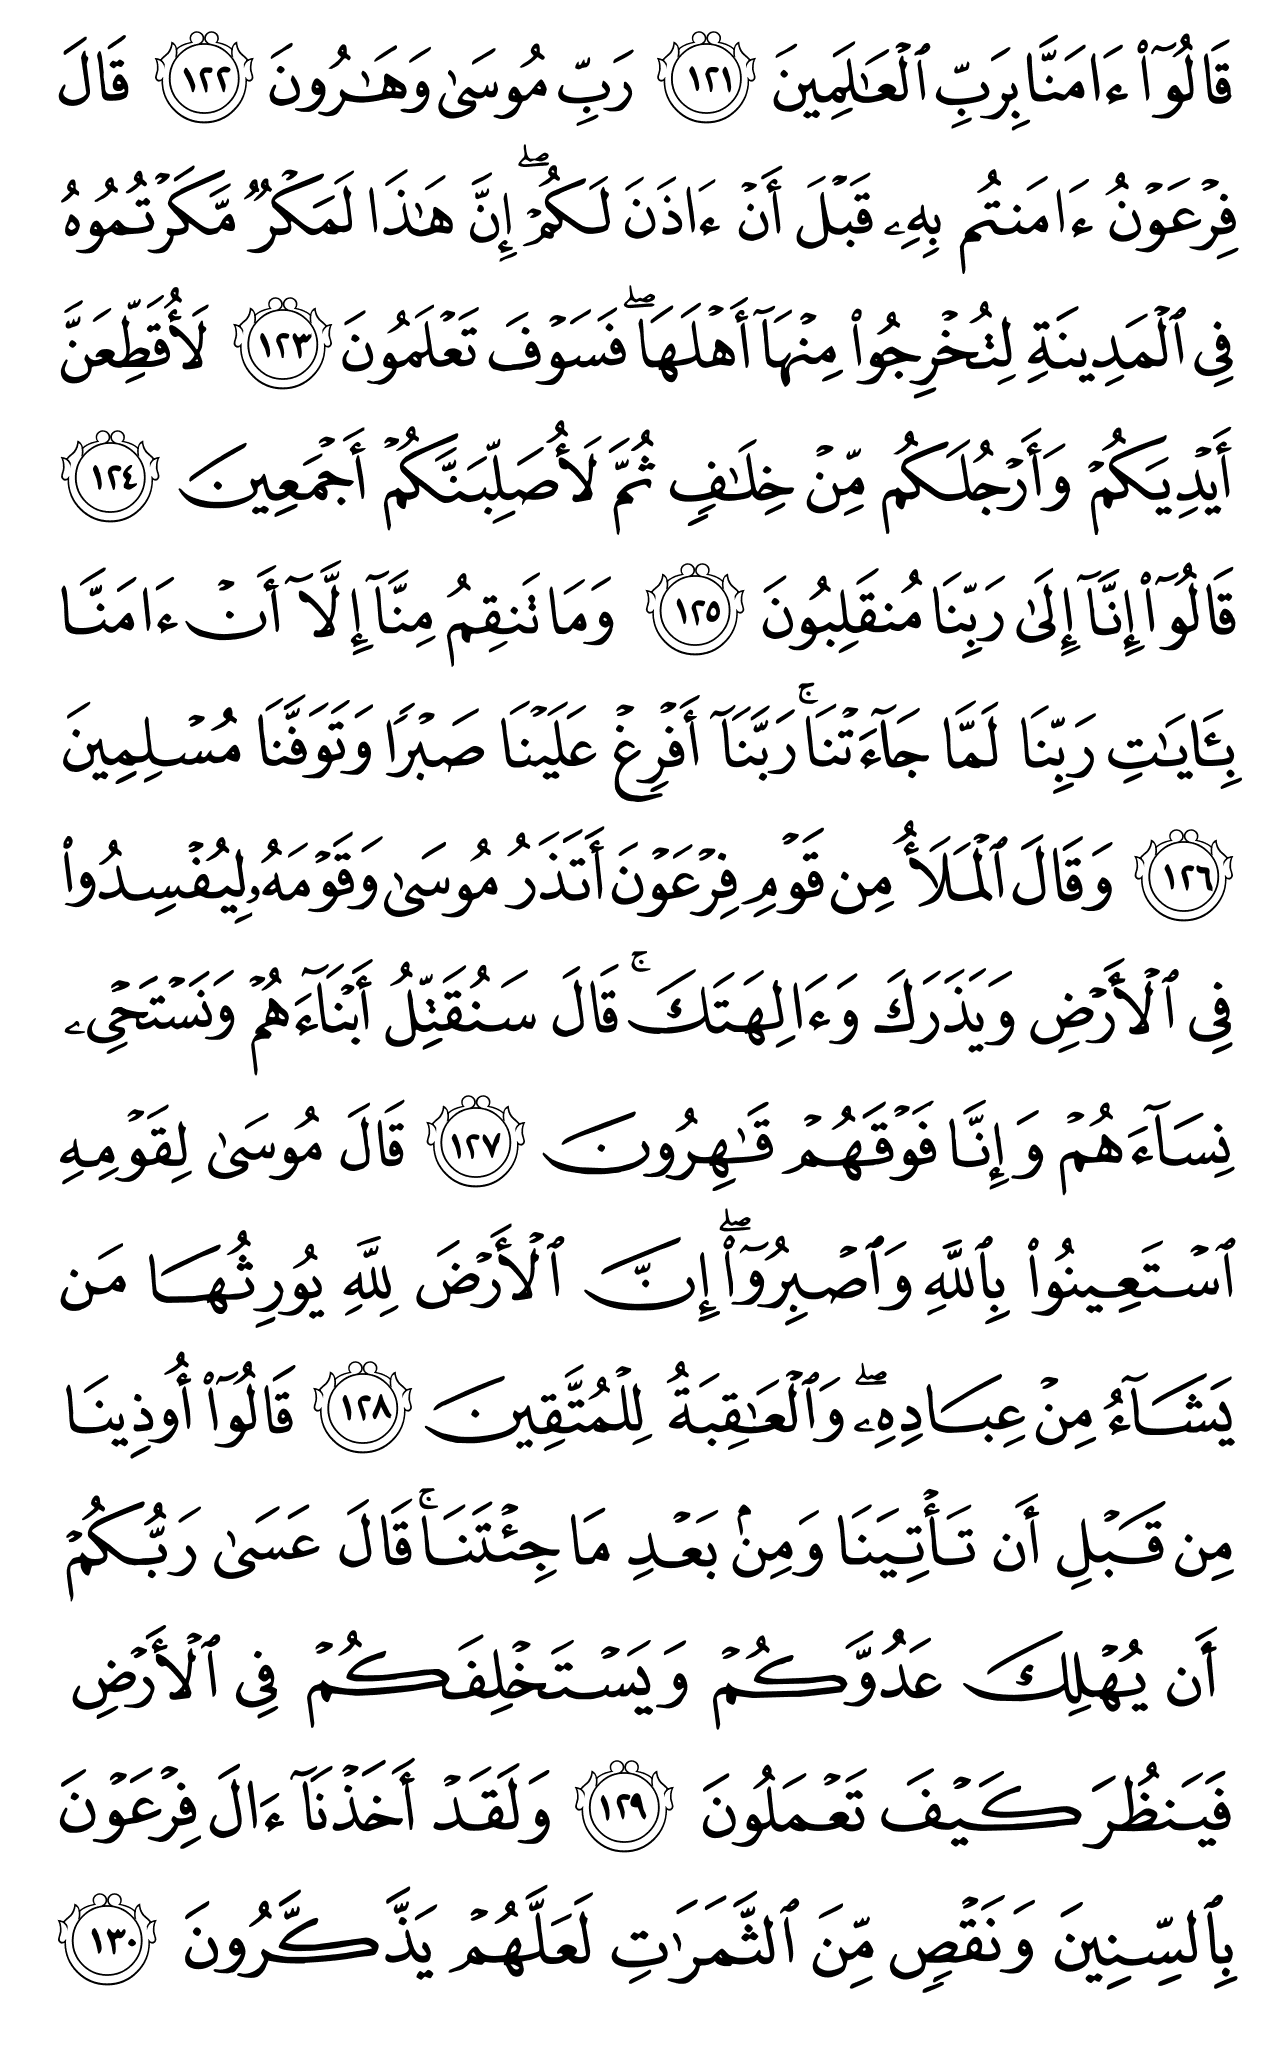 قَالُوٓا۟ ءَامَنَّا بِرَبِّ ٱلْعَٰلَمِينَ ١٢١ رَبِّ مُوسَىٰ وَهَٰرُونَ ١٢٢ قَالَ
فِرْعَوْنُ ءَامَنتُم بِهِۦ قَبْلَ أَنْ ءَاذَنَ لَكُمْ ۖ إِنَّ هَٰذَا لَمَكْرٌ مَّكَرْتُمُوهُ
فِى ٱلْمَدِينَةِ لِتُخْرِجُوا۟ مِنْهَآ أَهْلَهَا ۖ فَسَوْفَ تَعْلَمُونَ ١٢٣ لَأُقَطِّعَنَّ
أَيْدِيَكُمْ وَأَرْجُلَكُم مِّنْ خِلَٰفٍ ثُمَّ لَأُصَلِّبَنَّكُمْ أَجْمَعِينَ ١٢٤
قَالُوٓا۟ إِنَّآ إِلَىٰ رَبِّنَا مُنقَلِبُونَ ١٢٥ وَمَا تَنقِمُ مِنَّآ إِلَّآ أَنْ ءَامَنَّا
بِـَٔايَٰتِ رَبِّنَا لَمَّا جَآءَتْنَا ۚ رَبَّنَآ أَفْرِغْ عَلَيْنَا صَبْرًا وَتَوَفَّنَا مُسْلِمِينَ
١٢٦ وَقَالَ ٱلْمَلَأُ مِن قَوْمِ فِرْعَوْنَ أَتَذَرُ مُوسَىٰ وَقَوْمَهُۥ لِيُفْسِدُوا۟
فِى ٱلْأَرْضِ وَيَذَرَكَ وَءَالِهَتَكَ ۚ قَالَ سَنُقَتِّلُ أَبْنَآءَهُمْ وَنَسْتَحْىِۦ
نِسَآءَهُمْ وَإِنَّا فَوْقَهُمْ قَٰهِرُونَ ١٢٧ قَالَ مُوسَىٰ لِقَوْمِهِ
ٱسْتَعِينُوا۟ بِٱللَّهِ وَٱصْبِرُوٓا۟ ۖ إِنَّ ٱلْأَرْضَ لِلَّهِ يُورِثُهَا مَن
يَشَآءُ مِنْ عِبَادِهِۦ ۖ وَٱلْعَٰقِبَةُ لِلْمُتَّقِينَ ١٢٨ قَالُوٓا۟ أُوذِينَا
مِن قَبْلِ أَن تَأْتِيَنَا وَمِنۢ بَعْدِ مَا جِئْتَنَا ۚ قَالَ عَسَىٰ رَبُّكُمْ
أَن يُهْلِكَ عَدُوَّكُمْ وَيَسْتَخْلِفَكُمْ فِى ٱلْأَرْضِ
فَيَنظُرَ كَيْفَ تَعْمَلُونَ ١٢٩ وَلَقَدْ أَخَذْنَآ ءَالَ فِرْعَوْنَ
بِٱلسِّنِينَ وَنَقْصٍ مِّنَ ٱلثَّمَرَٰتِ لَعَلَّهُمْ يَذَّكَّرُونَ ١٣٠